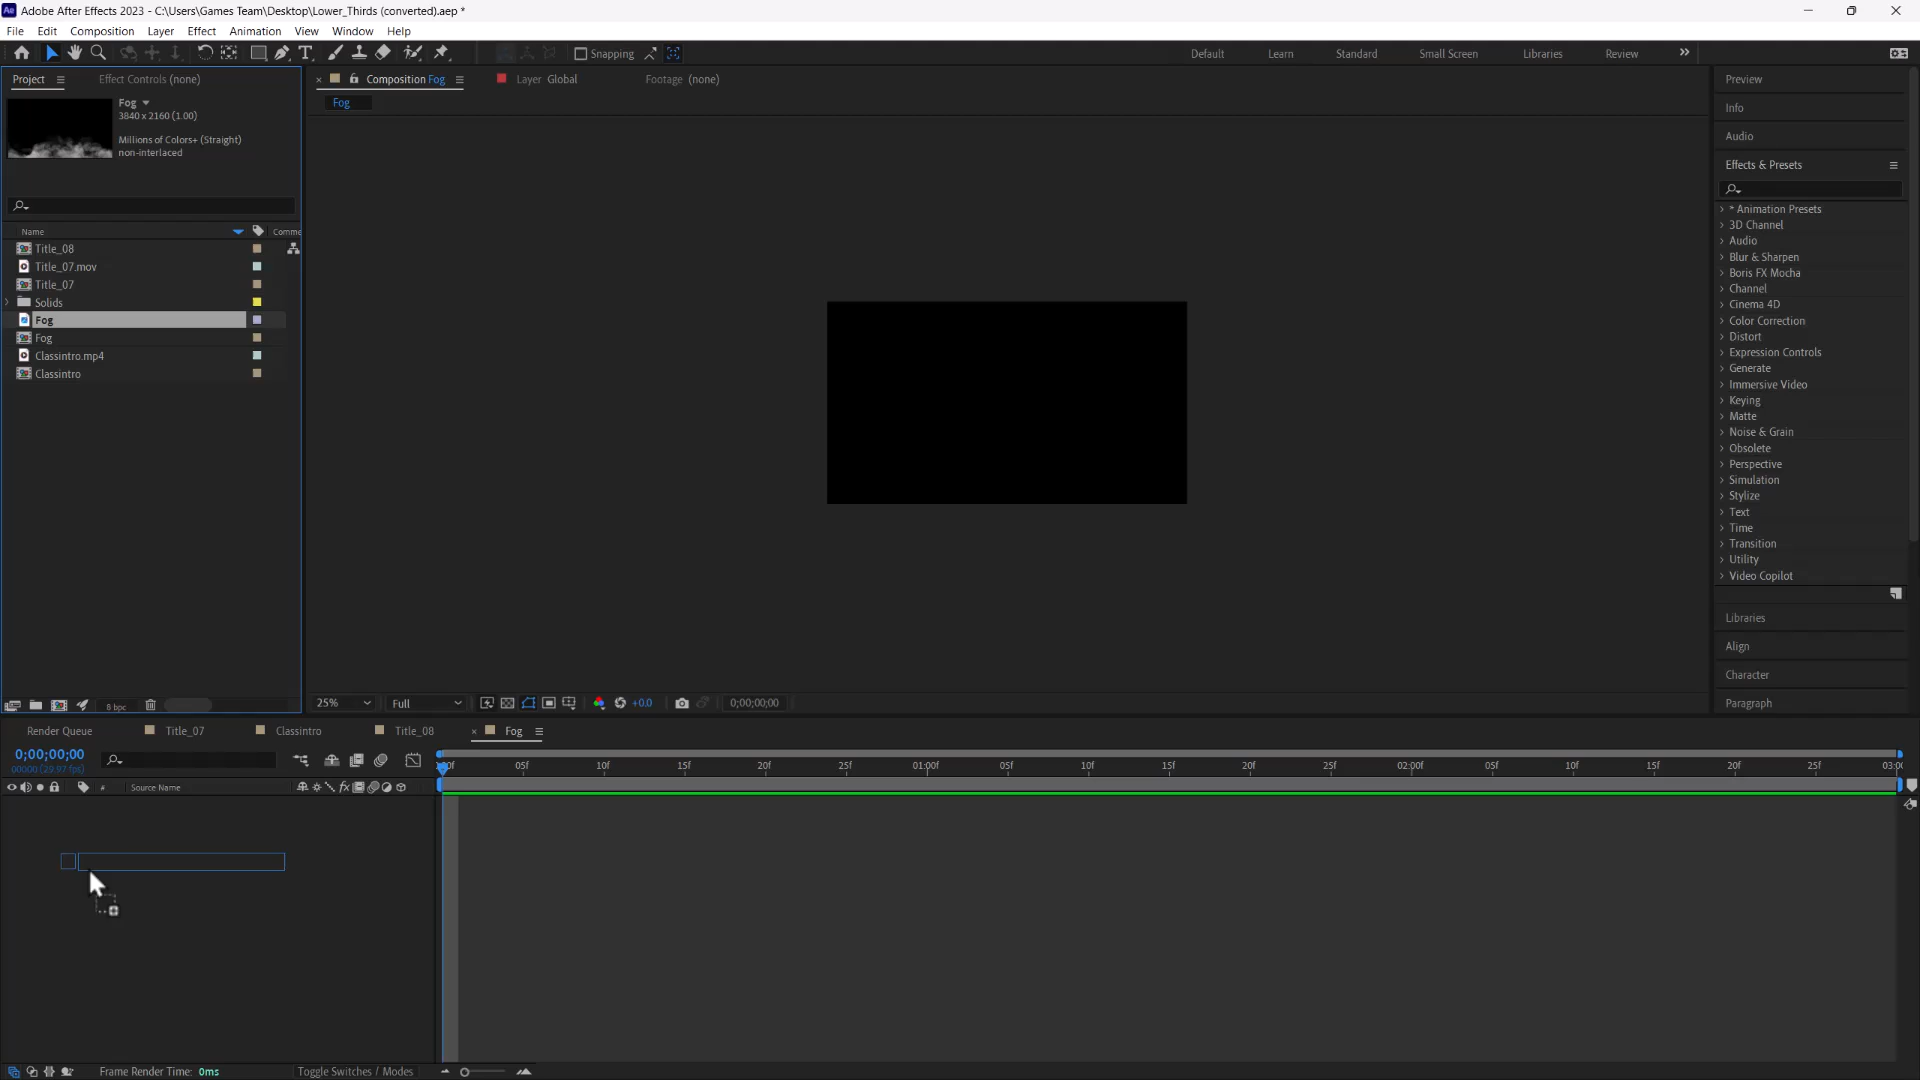 Adobe After Effects 2023 - C:\Users\Games Team\Desktop\Lower_Thirds (converted).aep *
File Edit Composition Layer Effect Animation View Window Help
Snapping Default Learn Standard Small Screen Libraries Review
Project Effect Controls (none) Composition Fog Layer Global Footage (none)
Fog
3840 x 2160 (1.00)
Millions of Colors+ (Straight)
non-interlaced
Name Comme
Title_08
Title_07.mov
Title_07
Solids
Fog
Fog
Classintro.mp4
Classintro
8 bpc
Fog
25% Full +0.0 0;00;00;00
Preview
Info
Audio
Effects & Presets
* Animation Presets
3D Channel
Audio
Blur & Sharpen
Boris FX Mocha
Channel
Cinema 4D
Color Correction
Distort
Expression Controls
Generate
Immersive Video
Keying
Matte
Noise & Grain
Obsolete
Perspective
Simulation
Stylize
Text
Time
Transition
Utility
Video Copilot
Libraries
Align
Character
Paragraph
Render Queue Title_07 Classintro Title_08 Fog
0;00;00;00
00000 (29.97 fps)
:00f 05f 10f 15f 20f 25f 01:00f 05f 10f 15f 20f 25f 02:00f 05f 10f 15f 20f 25f 03:00
# Source Name
Frame Render Time: 0ms Toggle Switches / Modes